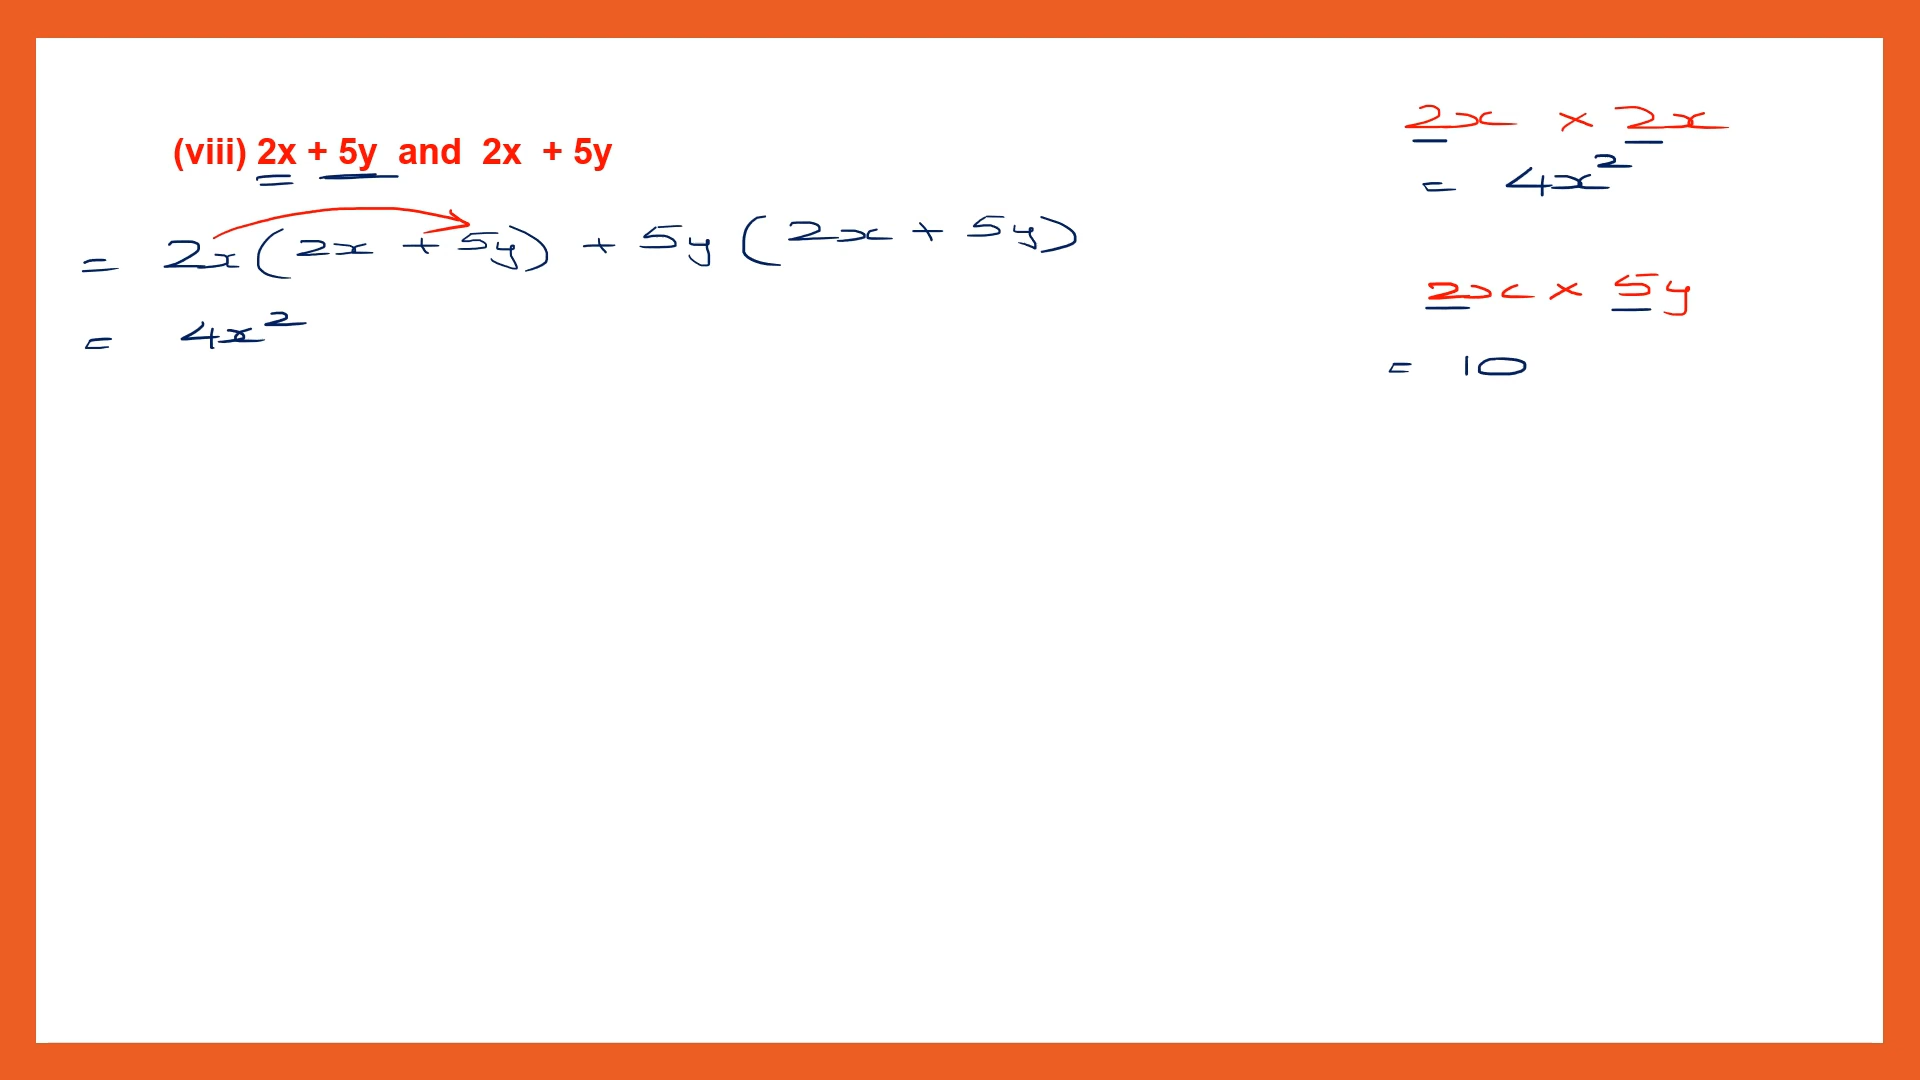 (viii) 2x + 5y and 2x + 5y
= 2x (2x + 5y) + 5y (2x + 5y)
= 4x²
2x × 2x
= 4x²
2x × 5y
= 10